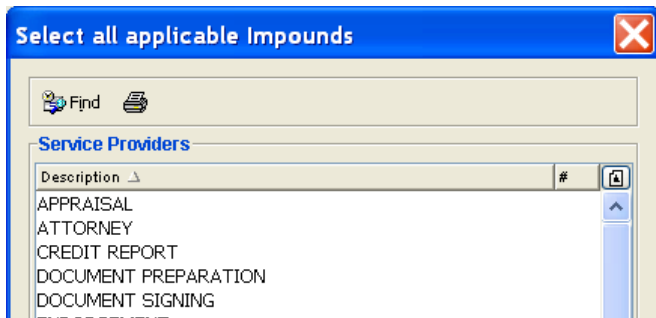 Select all applicable Impounds
Find
Service Providers
Description #
APPRAISAL
ATTORNEY
CREDIT REPORT
DOCUMENT PREPARATION
DOCUMENT SIGNING